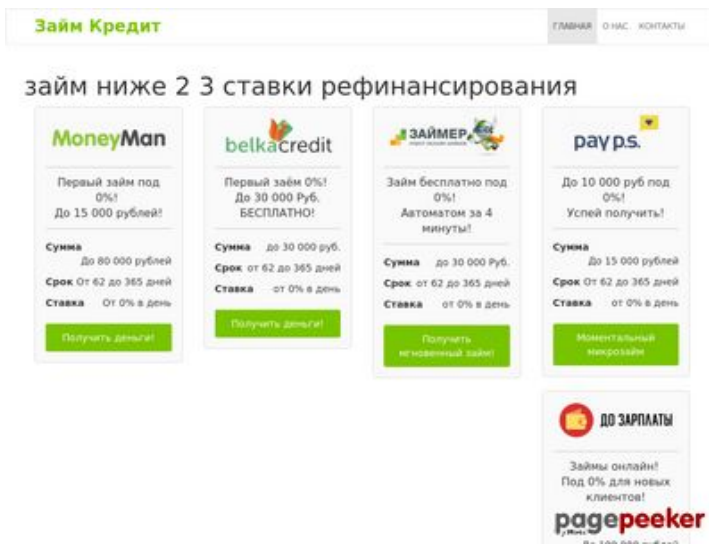 Займ Кредит
ГЛАВНАЯ О НАС КОНТАКТЫ
займ ниже 2 3 ставки рефинансирования
MoneyMan
Первый займ под
0%!
До 15 000 рублей!
Сумма
До 80 000 рублей
Срок От 62 до 365 дней
Ставка От 0% в день
Получить деньги!
belkacredit
Первый заём 0%!
До 30 000 Руб.
БЕСПЛАТНО!
Сумма до 30 000 руб.
Срок от 62 до 365 дней
Ставка от 0% в день
Получить деньги!
ЗАЙМЕР
Займ бесплатно под
0%!
Автоматом за 4
минуты!
Сумма до 30 000 Руб.
Срок от 62 до 365 дней
Ставка от 0% в день
Получить
мгновенный займ!
pay p.s.
До 10 000 руб под
0%!
Успей получить!
Сумма
До 15 000 рублей
Срок От 62 до 365 дней
Ставка от 0% в день
Моментальный
микрозайм
ДО ЗАРПЛАТЫ
Займы онлайн!
Под 0% для новых
клиентов!
pagepeeker
До 100 000 рублей